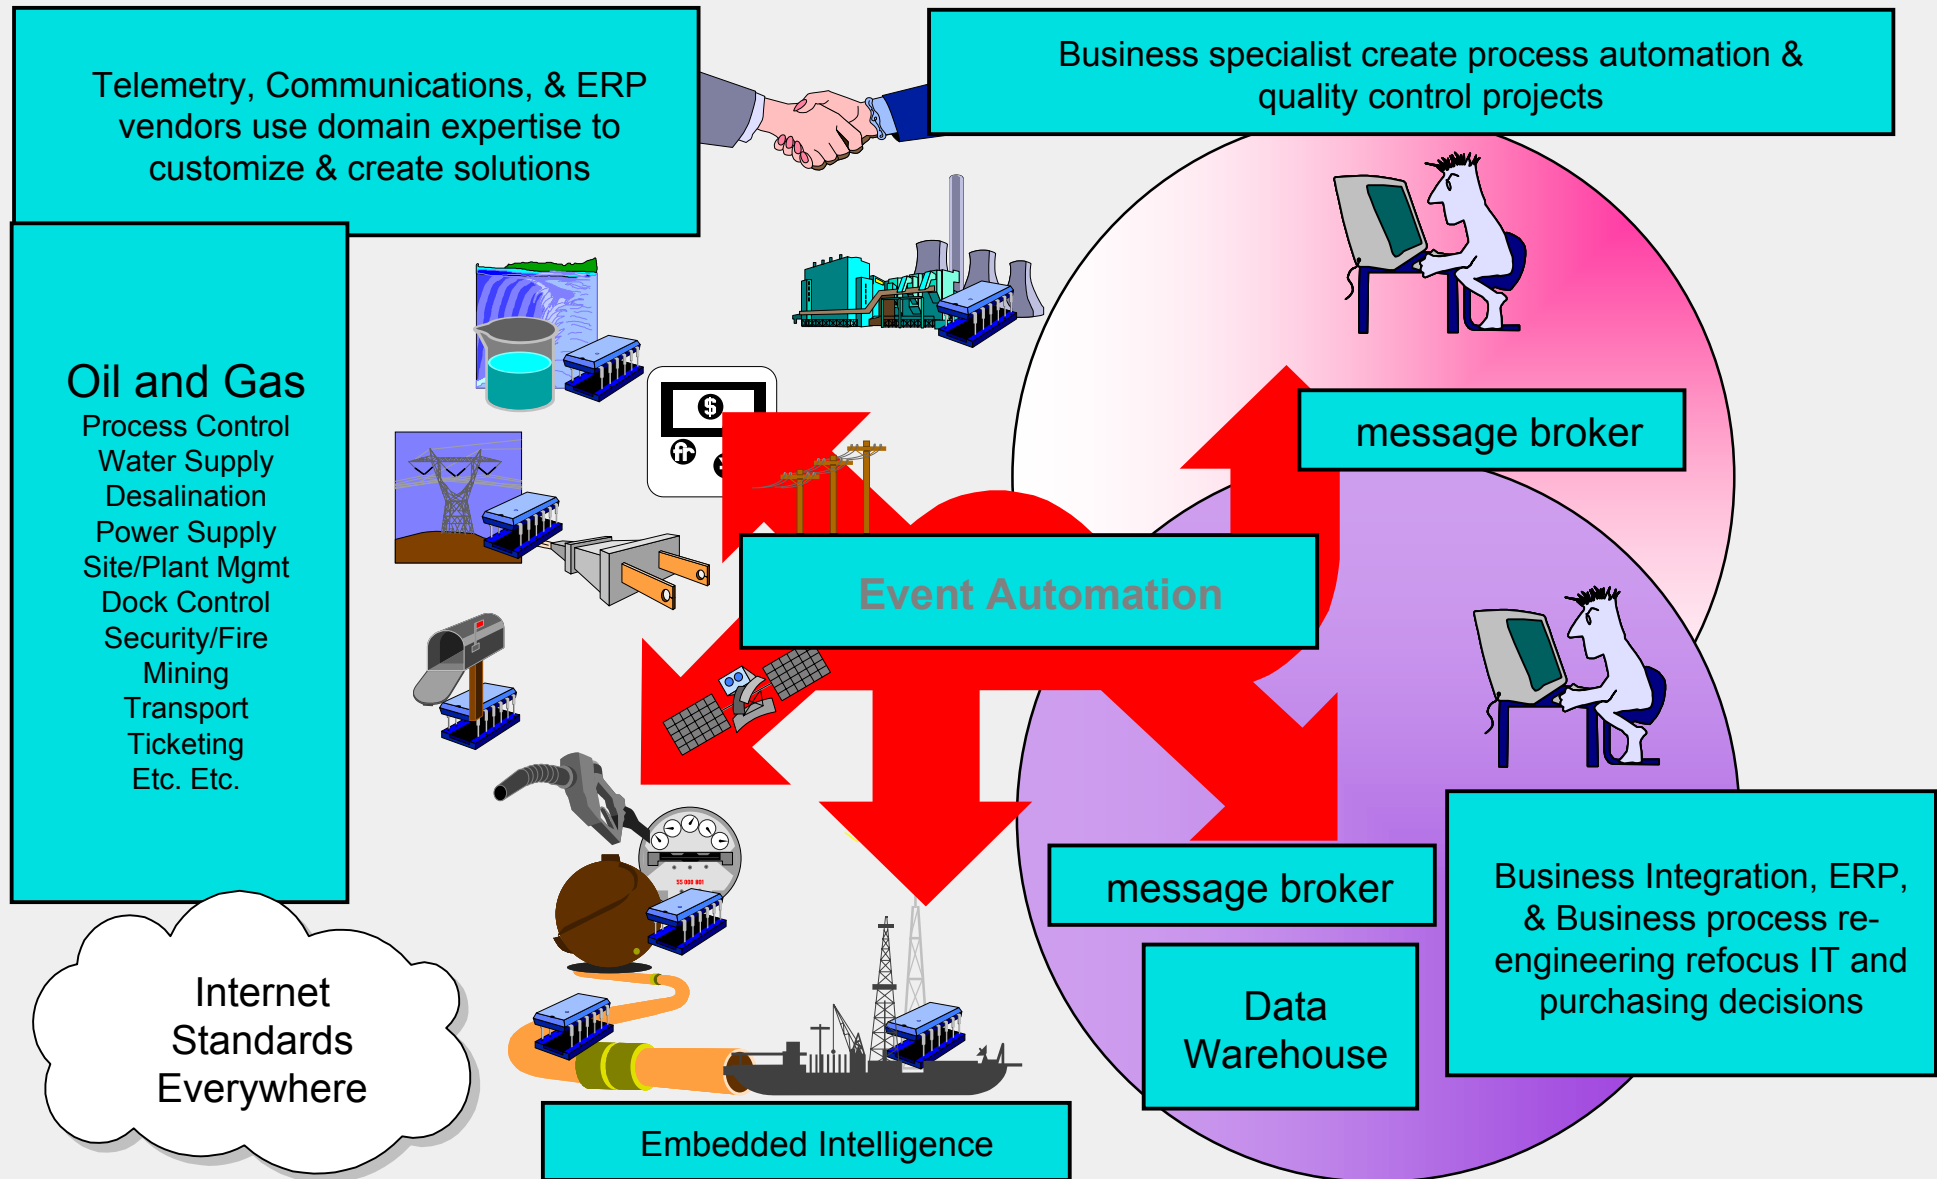 Telemetry, Communications, & ERP
vendors use domain expertise to
customize & create solutions
Business specialist create process automation &
quality control projects
Oil and Gas
Process Control
Water Supply
Desalination
Power Supply
Site/Plant Mgmt
Dock Control
Security/Fire
Mining
Transport
Ticketing
Etc. Etc.
$
message broker
Event Automation
55 000 801
message broker
Data
Warehouse
Business Integration, ERP,
& Business process re-
engineering refocus IT and
purchasing decisions
Internet
Standards
Everywhere
Embedded Intelligence